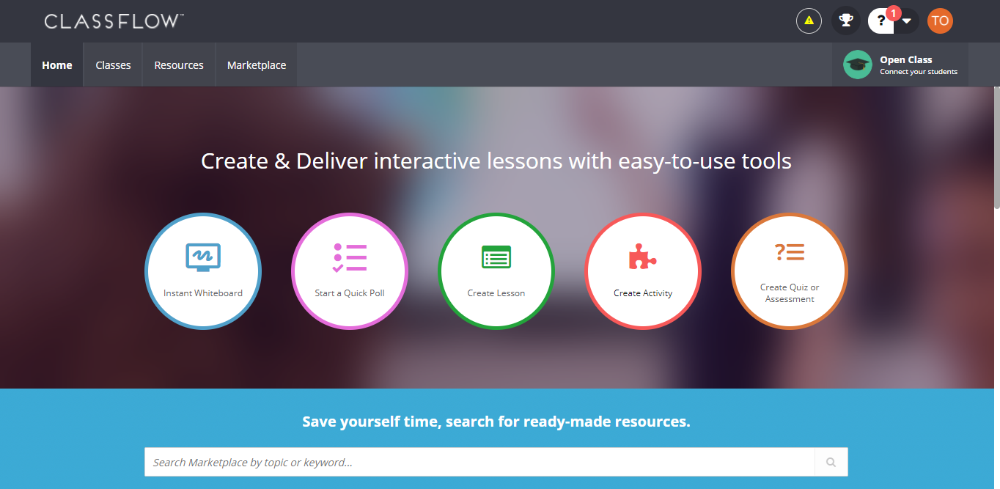 CLASSFLOW™
? 1
TO
Home Classes Resources Marketplace
Open Class
Connect your students
Create & Deliver interactive lessons with easy-to-use tools
Instant Whiteboard
Start a Quick Poll
Create Lesson
Create Activity
?
Create Quiz or
Assessment
Save yourself time, search for ready-made resources.
Search Marketplace by topic or keyword...